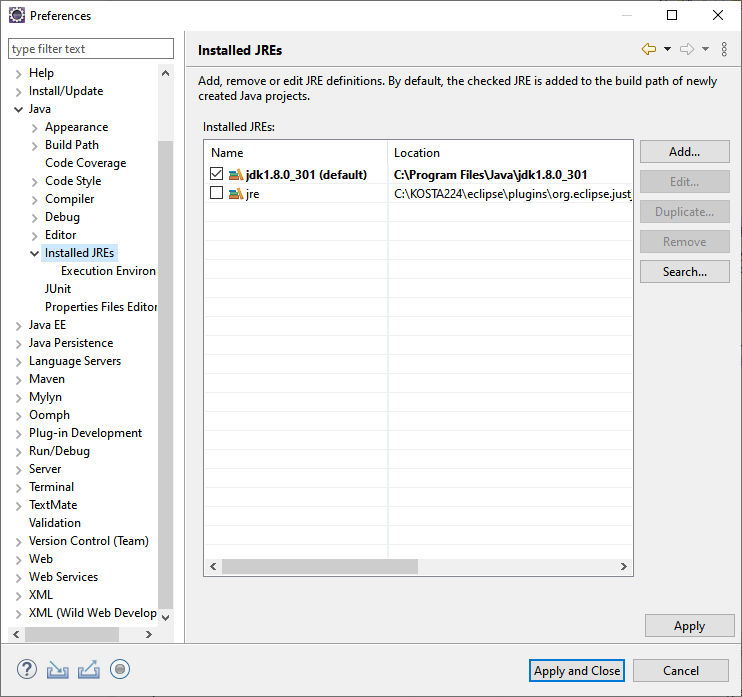 Preferences
type filter text
Help
Install/Update
Java
Appearance
Build Path
Code Coverage
Code Style
Compiler
Debug
Editor
Installed JREs
Execution Environ
JUnit
Properties Files Editor
Java EE
Java Persistence
Language Servers
Maven
Mylyn
Oomph
Plug-in Development
Run/Debug
Server
Terminal
TextMate
Validation
Version Control (Team)
Web
Web Services
XML
XML (Wild Web Develop
Installed JREs
Add, remove or edit JRE definitions. By default, the checked JRE is added to the build path of newly
created Java projects.
Installed JREs:
Name Location
jdk1.8.0_301 (default) C:\Program Files\Java\jdk1.8.0_301
jre C:\KOSTA224\eclipse\plugins\org.eclipse.just
Add...
Edit...
Duplicate...
Remove
Search...
Apply
Apply and Close Cancel